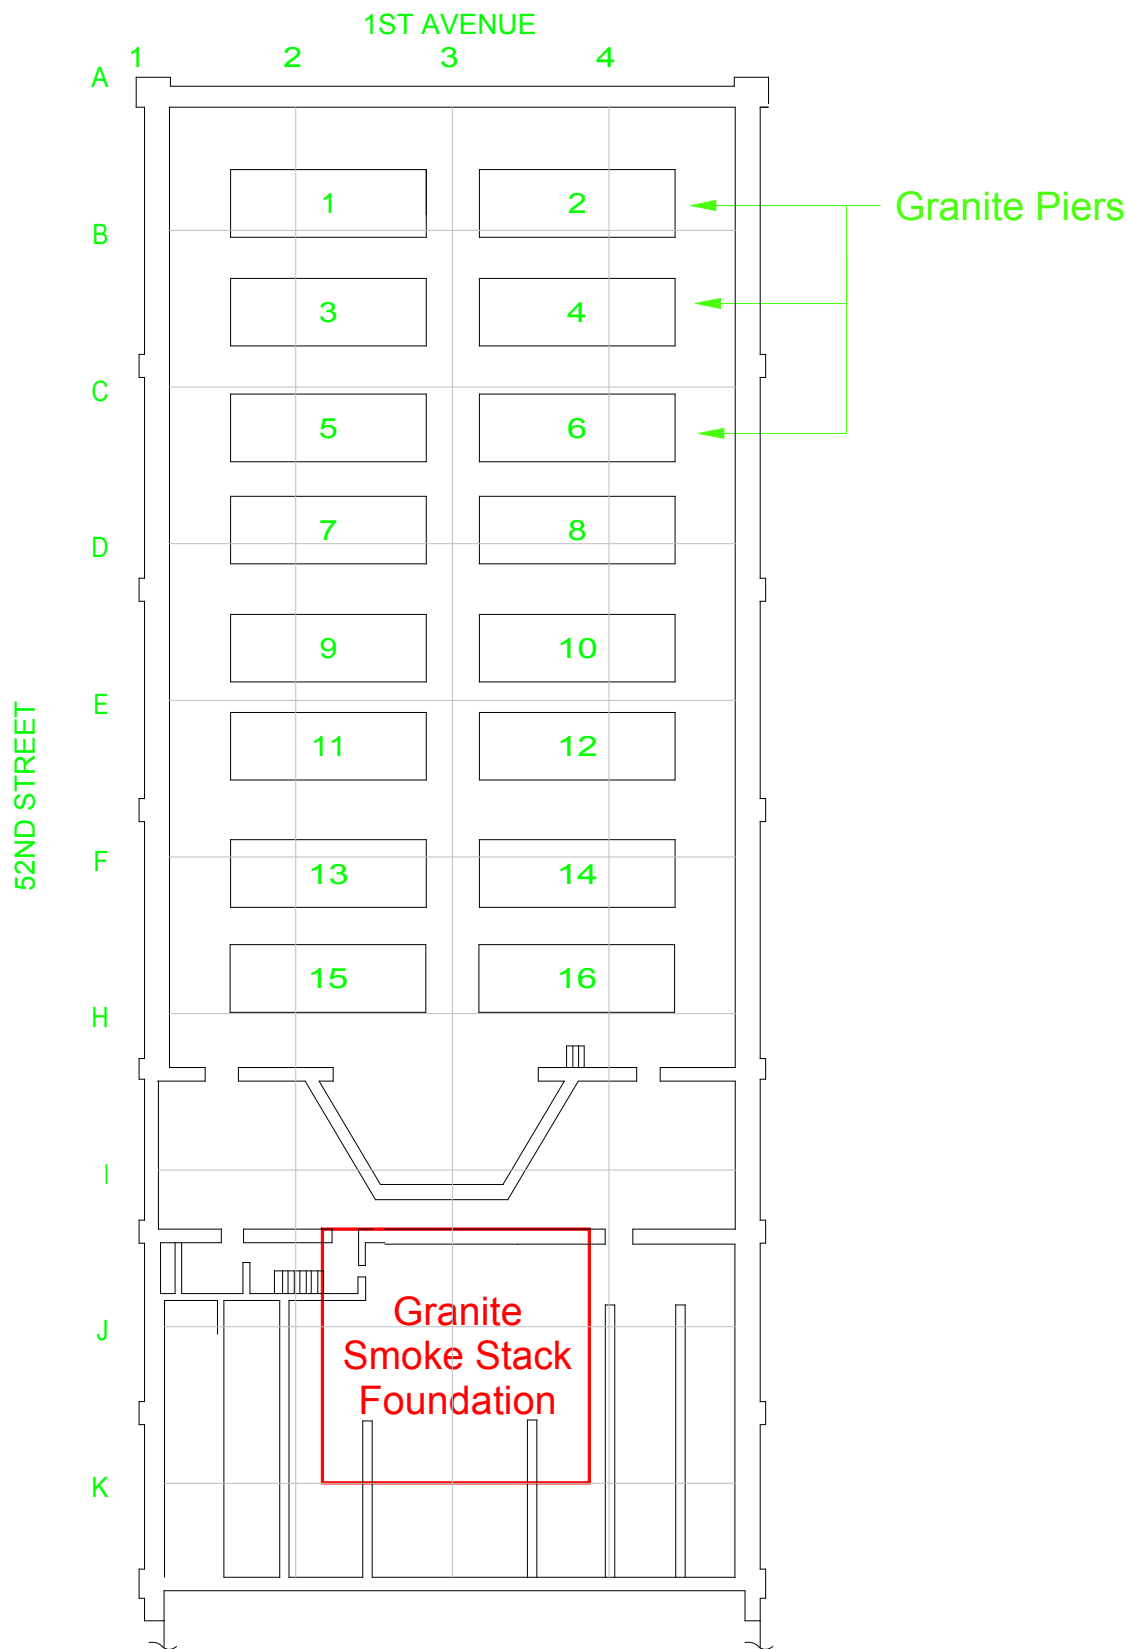 1ST AVENUE
1 2 3 4
A
1 2 Granite Piers
B
3 4
C
5 6
7 8
D
9 10
E
52ND STREET
11 12
F
13 14
15 16
H
I
Granite
J
Smoke Stack
Foundation
K